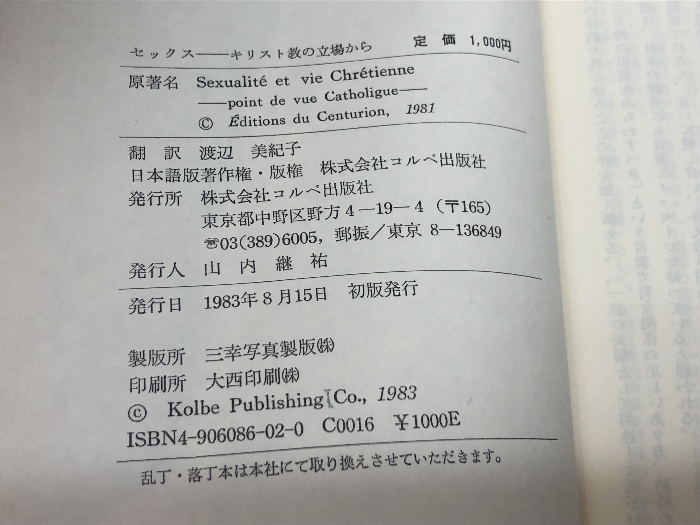 セックス――キリスト教の立場から 定価 1,000円
原著名 Sexualité et vie Chrétienne
――point de vue Catholigue――
© Éditions du Centurion, 1981
翻訳 渡辺 美紀子
日本語版著作権・版権 株式会社コルベ出版社
発行所 株式会社コルベ出版社
東京都中野区野方4―19―4（〒165）
☏03(389)6005, 郵振／東京 8―136849
発行人 山内継祐
発行日 1983年8月15日 初版発行
製版所 三幸写真製版㈱
印刷所 大西印刷㈱
© Kolbe Publishing Co., 1983
ISBN4-906086-02-0 C0016 ￥1000E
乱丁・落丁本は本社にて取り換えさせていただきます。